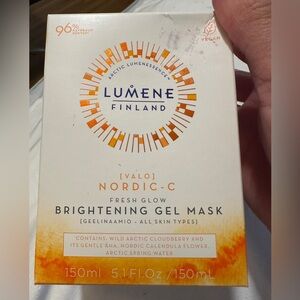 96%
VEGAN
ARCTIC LUMENESSENCE
LUMENE
FINLAND
[VALO]
NORDIC-C
FRESH GLOW
BRIGHTENING GEL MASK
[GEELINAAMIO - ALL SKIN TYPES]
CONTAINS: WILD ARCTIC CLOUDBERRY AND
ITS GENTLE AHA, NORDIC CALENDULA FLOWER,
ARCTIC SPRING WATER
150ml 5.1 Fl.Oz/150mL